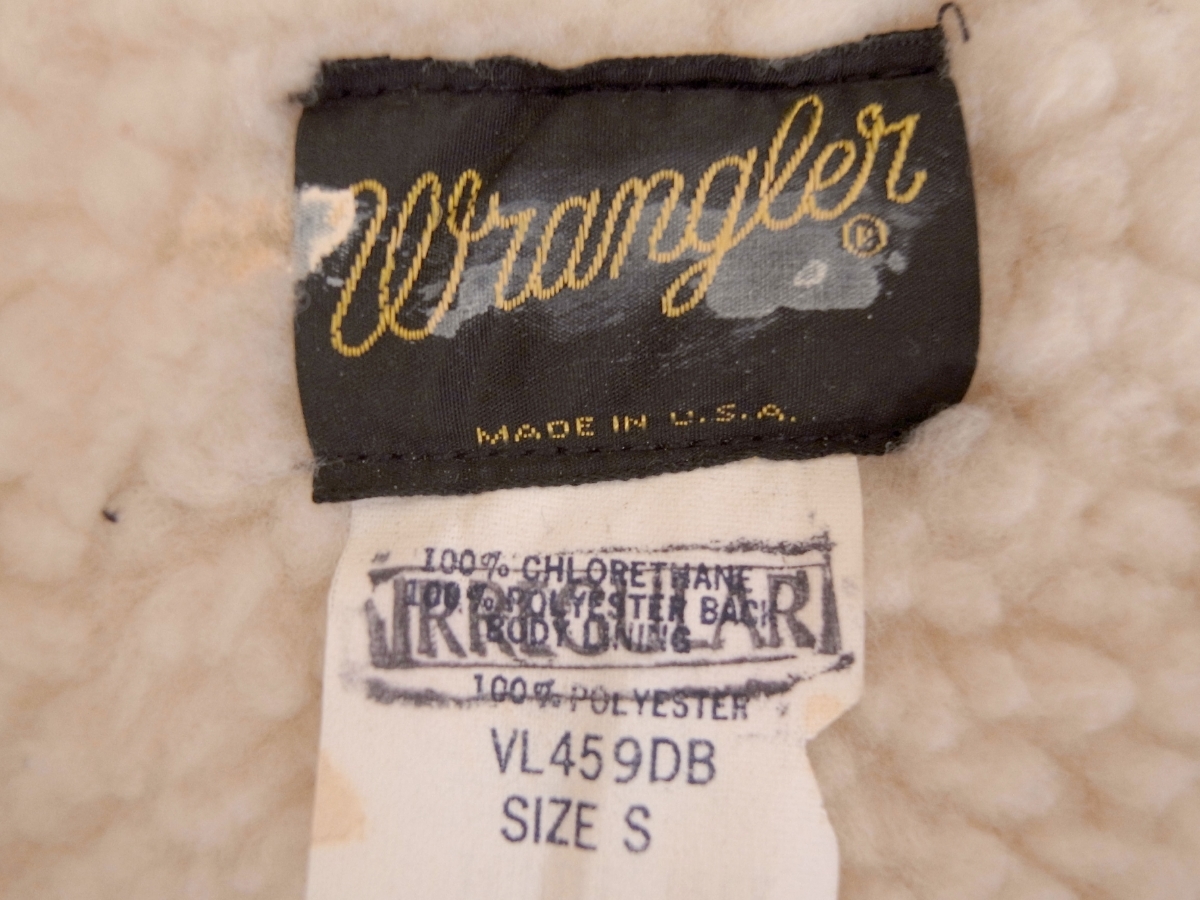 Wrangler®
MADE IN U.S.A.
100% CHLORETHANE
100% POLYESTER BACK
BODY LINING
IRREGULAR
100% POLYESTER
VL459DB
SIZE S